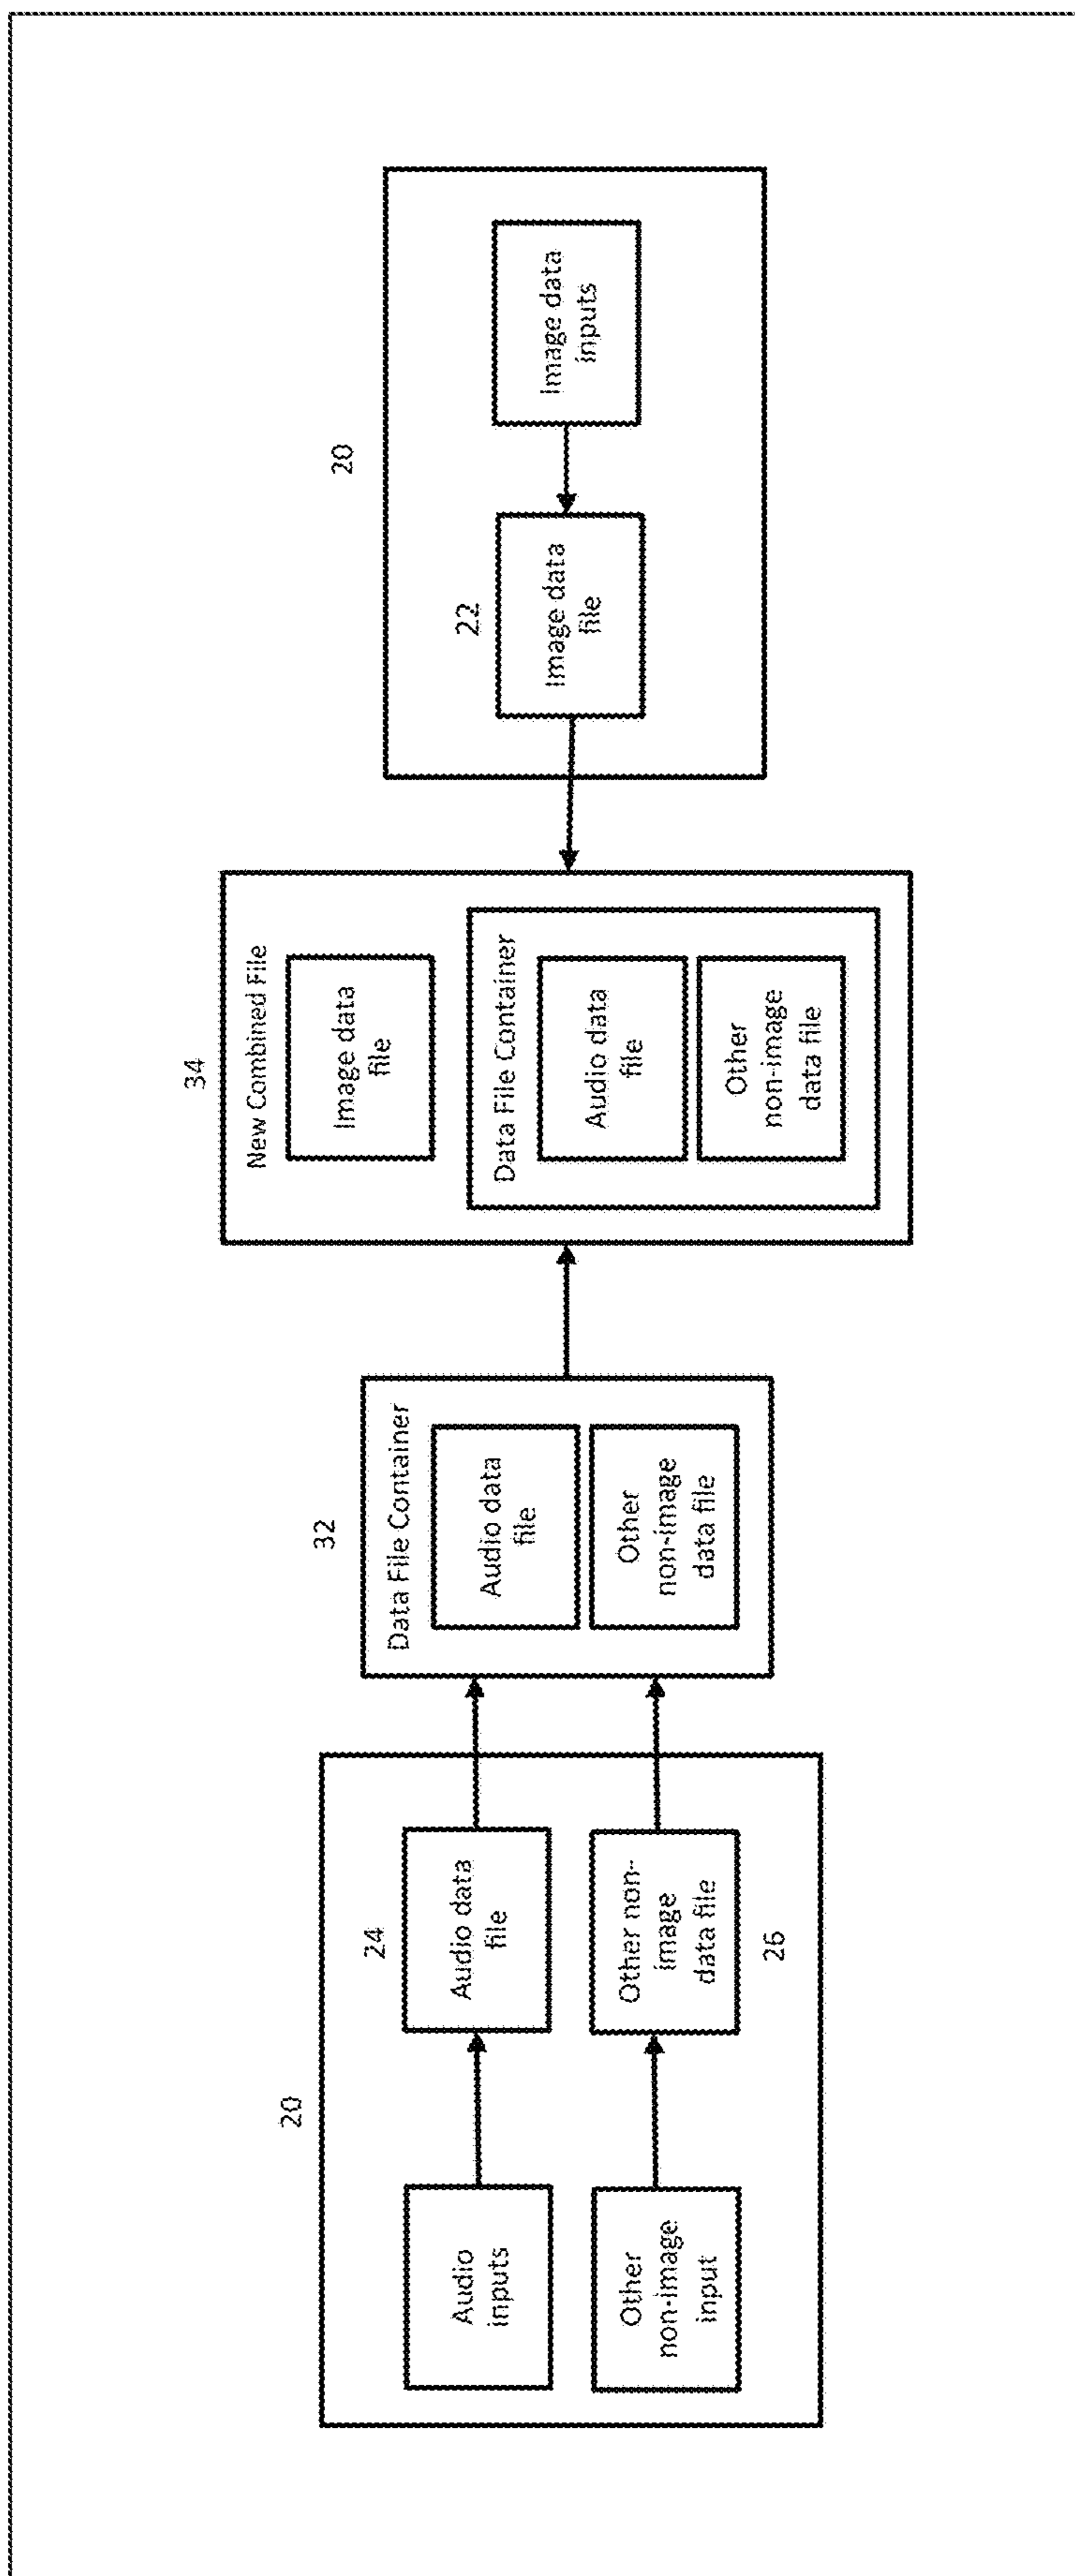 20
Audio
inputs
Other
non-image
input
24
Audio data
file
Other non-
image
data file
26
32
Data File Container
Audio data
file
Other
non-image
data file
34
New Combined File
Image data
file
Data File Container
Audio data
file
Other
non-image
data file
20
22
Image data
file
Image data
inputs